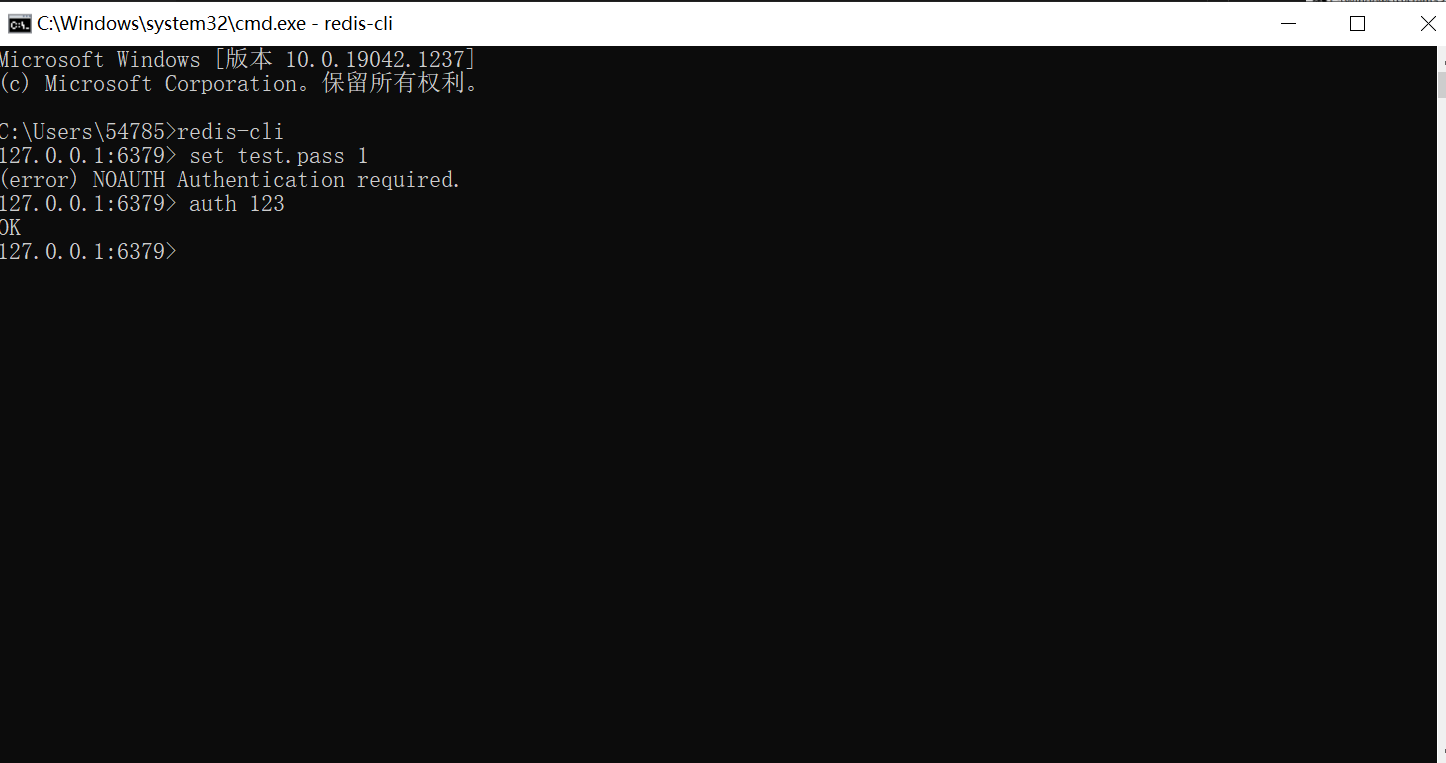 C:\Windows\system32\cmd.exe - redis-cli
Microsoft Windows [版本 10.0.19042.1237]
(c) Microsoft Corporation。保留所有权利。
C:\Users\54785>redis-cli
127.0.0.1:6379> set test.pass 1
(error) NOAUTH Authentication required.
127.0.0.1:6379> auth 123
OK
127.0.0.1:6379>